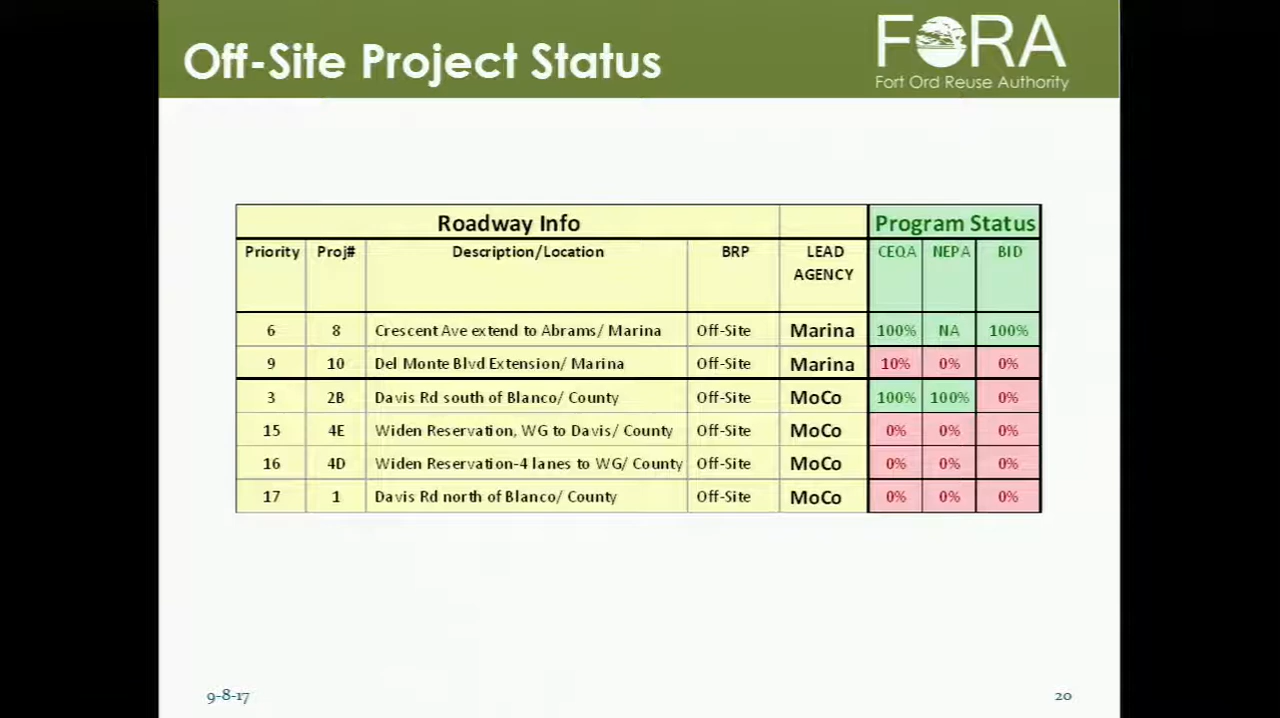 Off-Site Project Status
FORA
Fort Ord Reuse Authority
Roadway Info Program Status
Priority Proj# Description/Location BRP LEAD AGENCY CEQA NEPA BID
6 8 Crescent Ave extend to Abrams/ Marina Off-Site Marina 100% NA 100%
9 10 Del Monte Blvd Extension/ Marina Off-Site Marina 10% 0% 0%
3 2B Davis Rd south of Blanco/ County Off-Site MoCo 100% 100% 0%
15 4E Widen Reservation, WG to Davis/ County Off-Site MoCo 0% 0% 0%
16 4D Widen Reservation-4 lanes to WG/ County Off-Site MoCo 0% 0% 0%
17 1 Davis Rd north of Blanco/ County Off-Site MoCo 0% 0% 0%
9-8-17 20